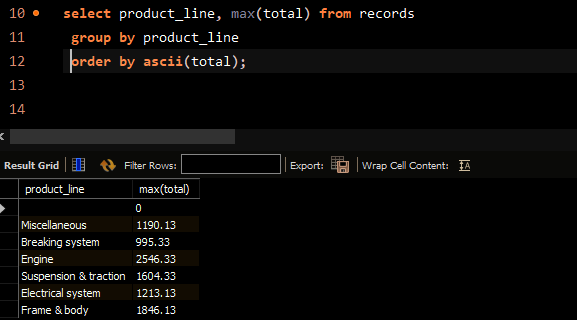 10 select product_line, max(total) from records
11 group by product_line
12 order by ascii(total);
13
14
Result Grid Filter Rows: Export: Wrap Cell Content:
product_line max(total)
0
Miscellaneous 1190.13
Breaking system 995.33
Engine 2546.33
Suspension & traction 1604.33
Electrical system 1213.13
Frame & body 1846.13